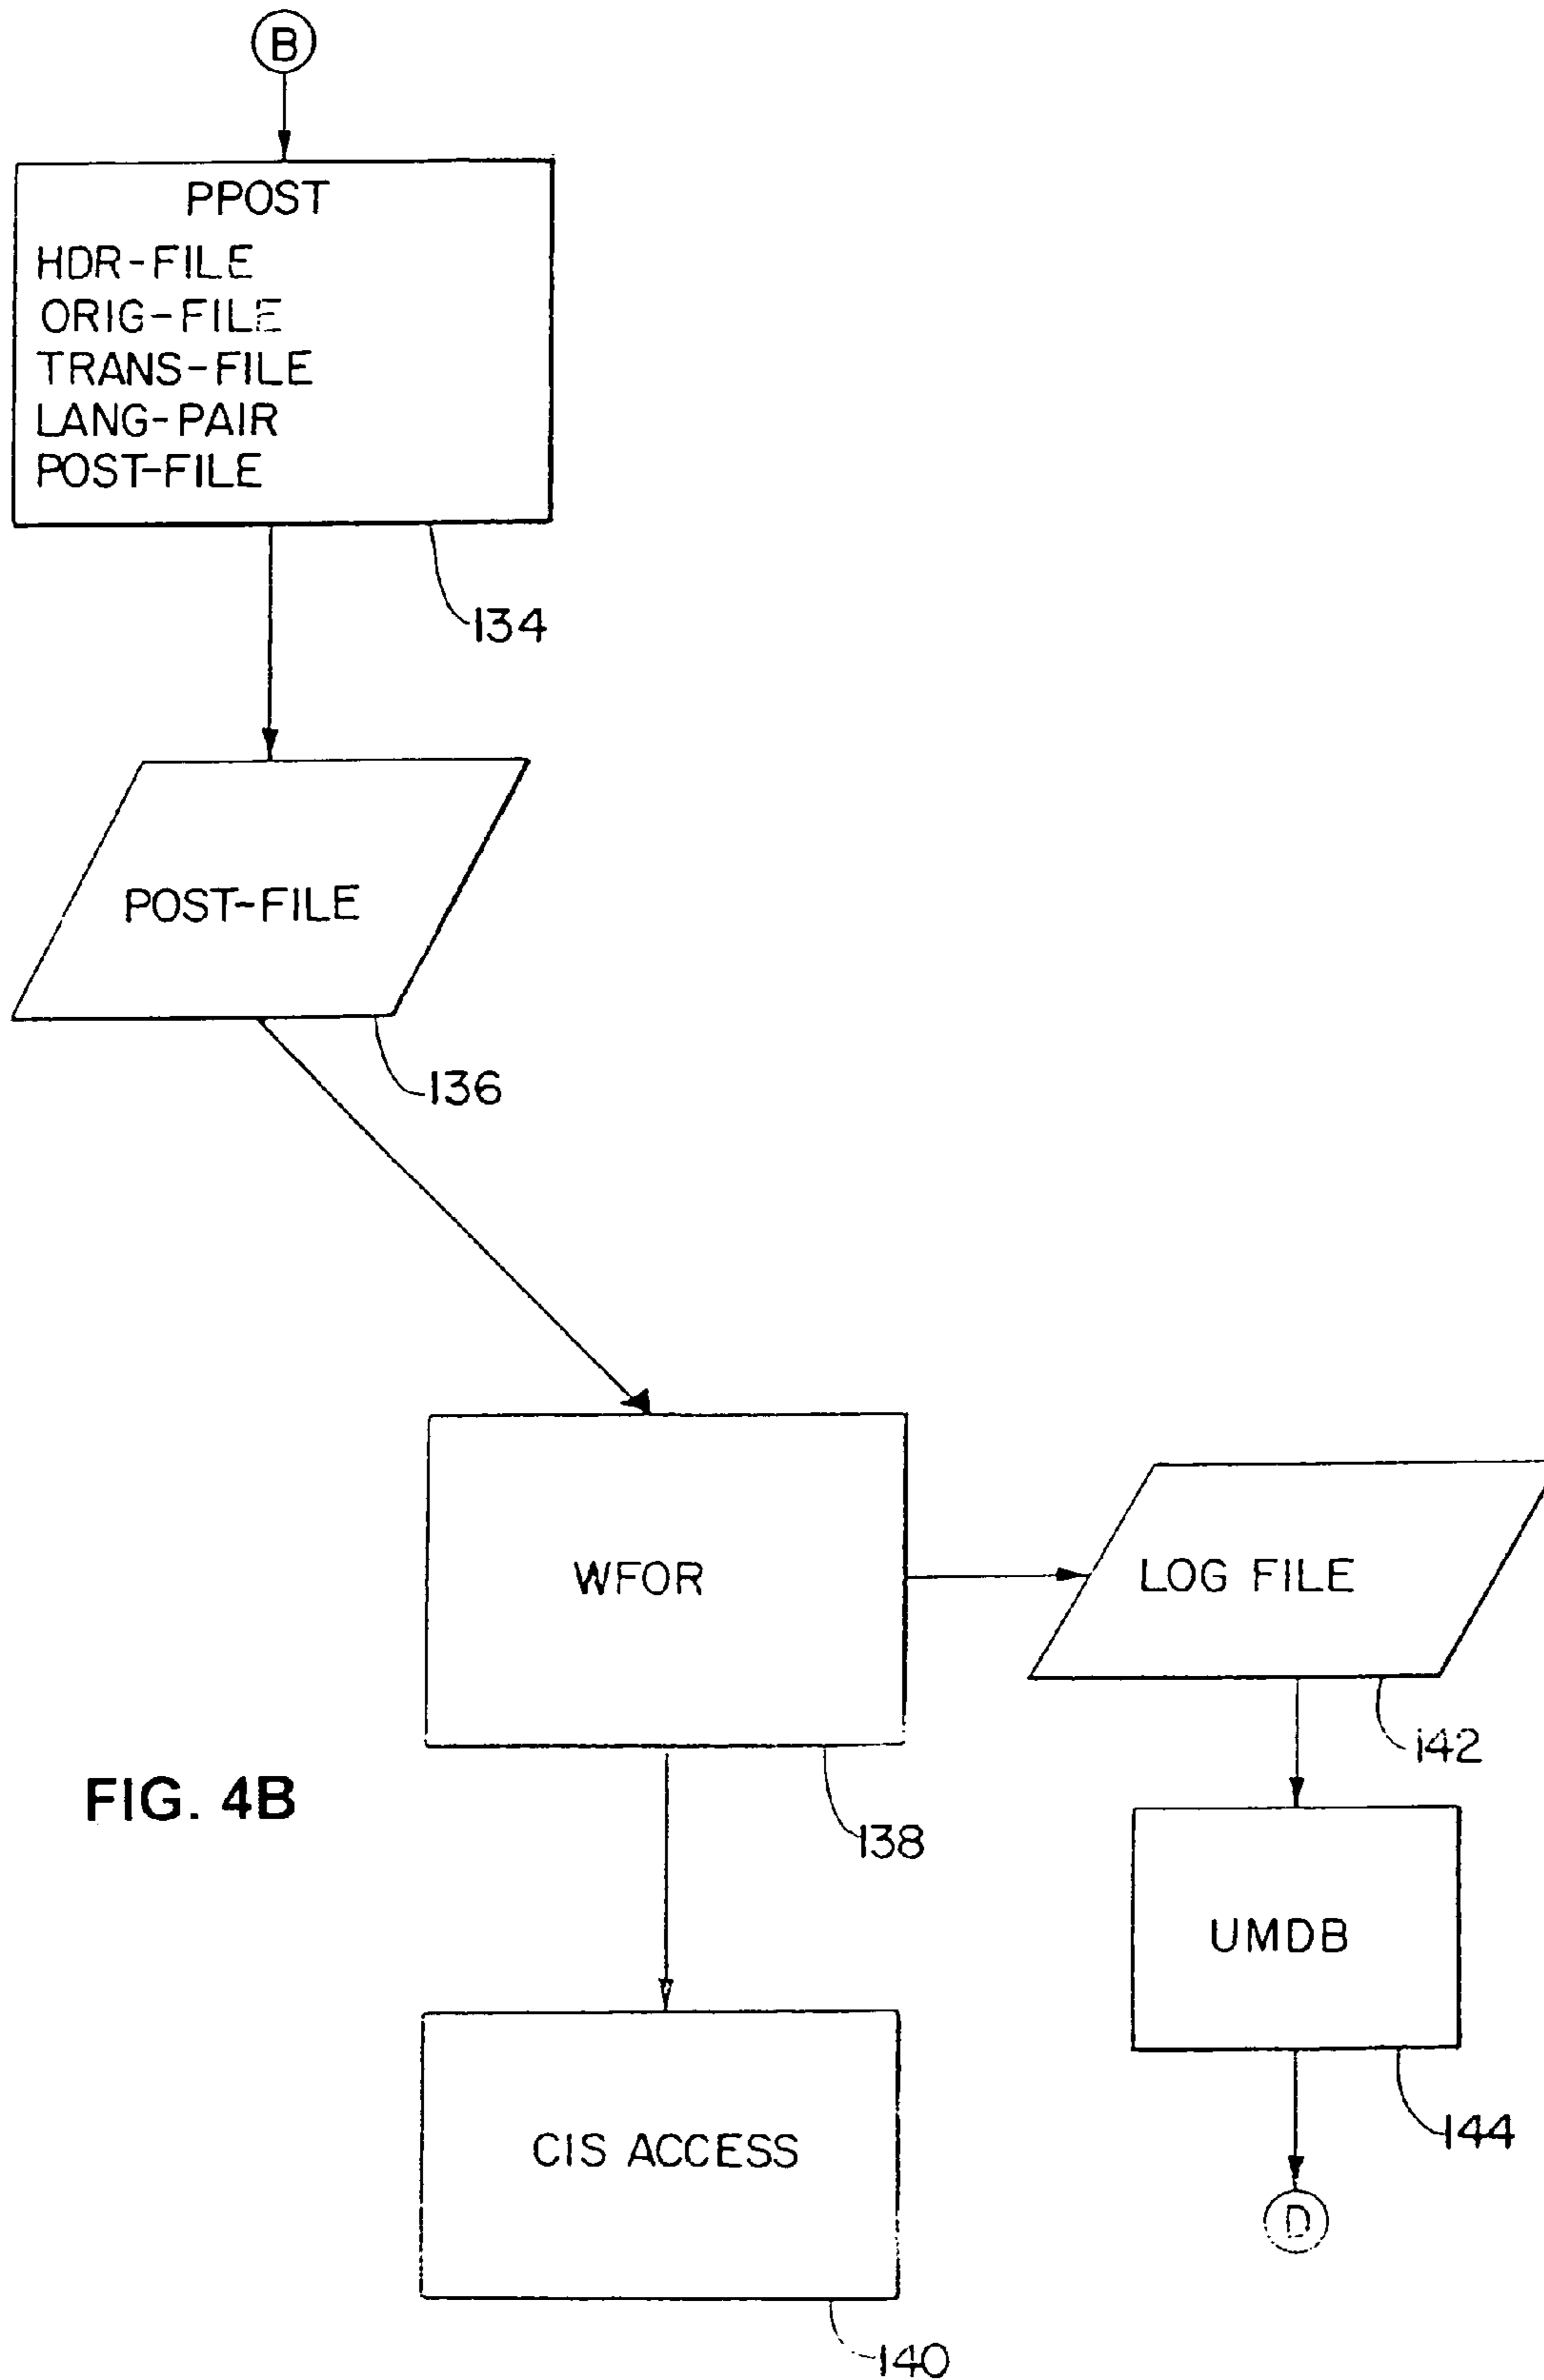 B
PPOST
HDR-FILE
ORIG-FILE
TRANS-FILE
LANG-PAIR
POST-FILE
134
POST-FILE
136
WFOR
LOG FILE
142
138
FIG. 4B
UMDB
144
CIS ACCESS
D
140